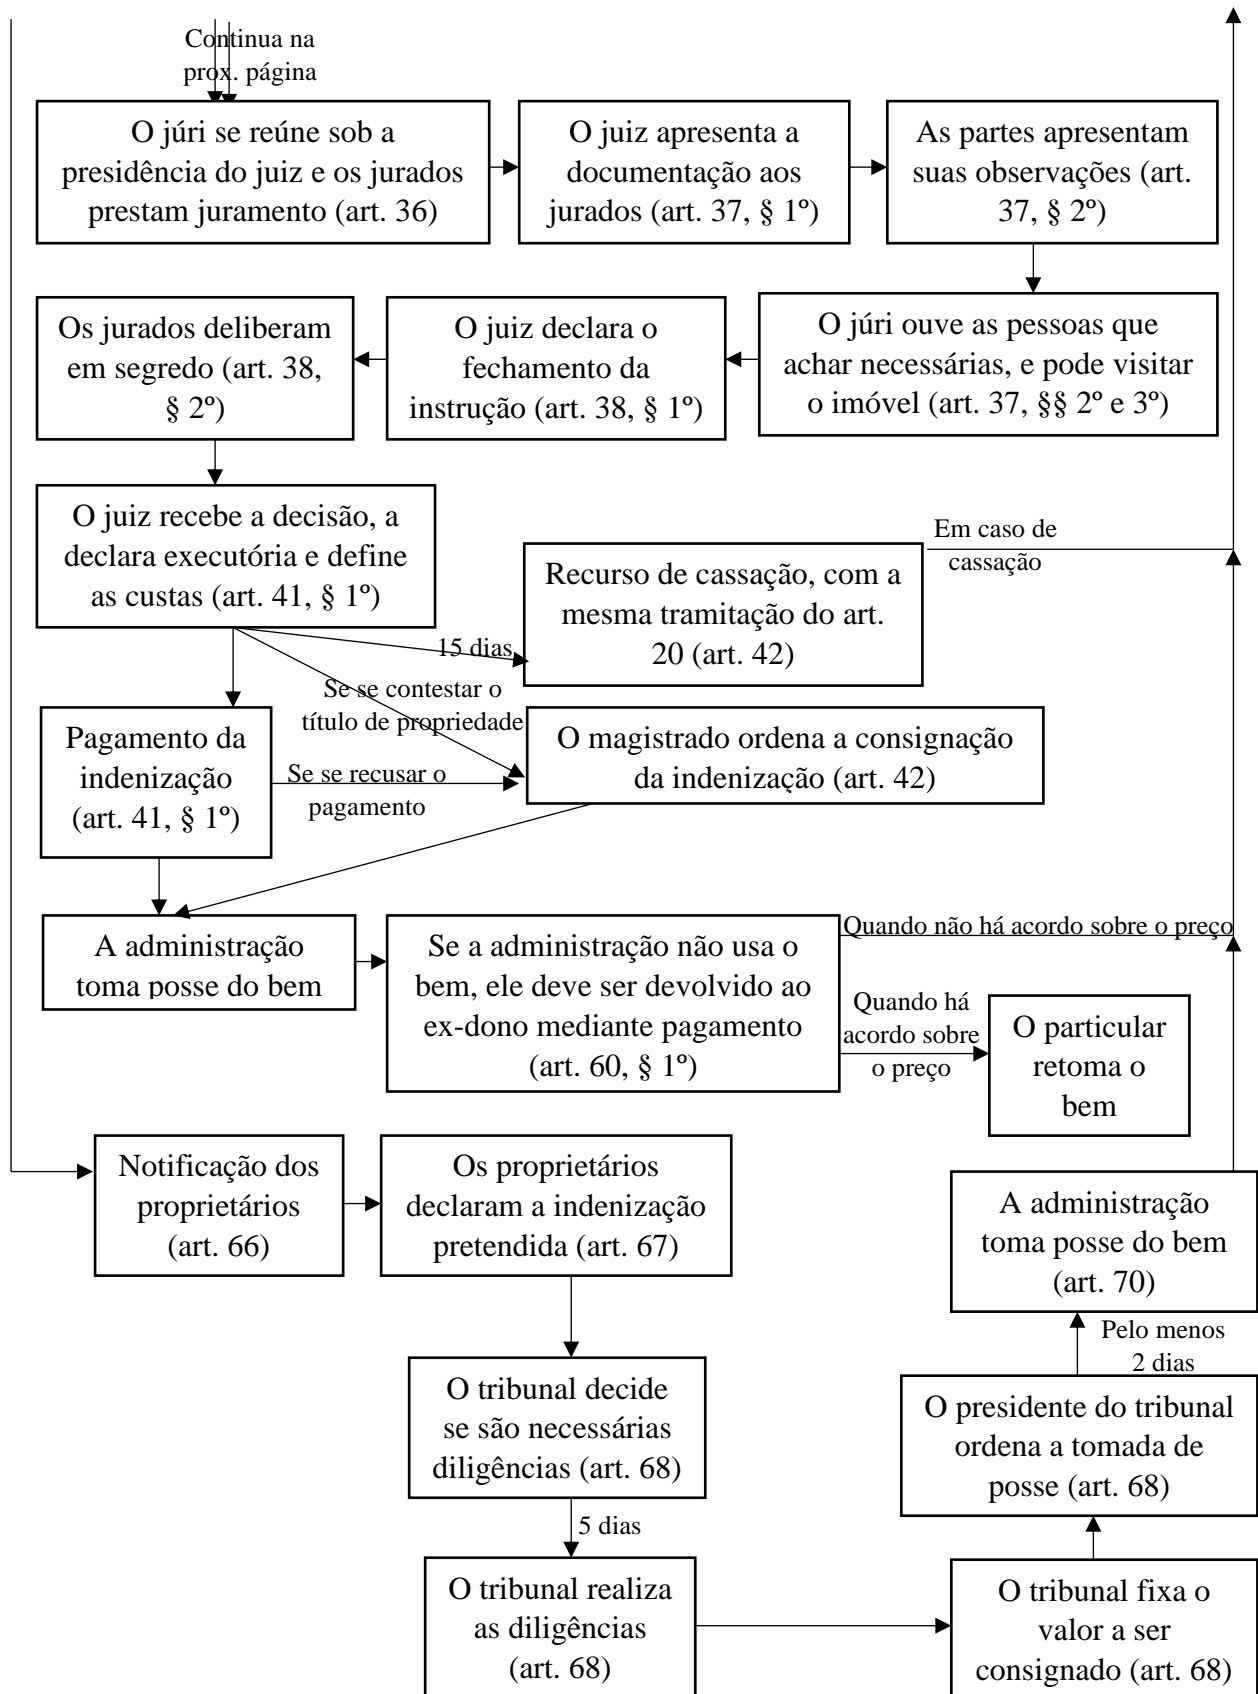 Continua na
prox. página
O júri se reúne sob a
presidência do juiz e os jurados
prestam juramento (art. 36)
O juiz apresenta a
documentação aos
jurados (art. 37, § 1º)
As partes apresentam
suas observações (art.
37, § 2º)
O júri ouve as pessoas que
achar necessárias, e pode visitar
o imóvel (art. 37, §§ 2º e 3º)
O juiz declara o
fechamento da
instrução (art. 38, § 1º)
Os jurados deliberam
em segredo (art. 38,
§ 2º)
O juiz recebe a decisão, a
declara executória e define
as custas (art. 41, § 1º)
15 dias
Recurso de cassação, com a
mesma tramitação do art.
20 (art. 42)
Em caso de
cassação
Se se contestar o
título de propriedade
Pagamento da
indenização
(art. 41, § 1º)
Se se recusar o
pagamento
O magistrado ordena a consignação
da indenização (art. 42)
A administração
toma posse do bem
Se a administração não usa o
bem, ele deve ser devolvido ao
ex-dono mediante pagamento
(art. 60, § 1º)
Quando não há acordo sobre o preço
Quando há
acordo sobre
o preço
O particular
retoma o
bem
Notificação dos
proprietários
(art. 66)
Os proprietários
declaram a indenização
pretendida (art. 67)
O tribunal decide
se são necessárias
diligências (art. 68)
5 dias
O tribunal realiza
as diligências
(art. 68)
O tribunal fixa o
valor a ser
consignado (art. 68)
O presidente do tribunal
ordena a tomada de
posse (art. 68)
Pelo menos
2 dias
A administração
toma posse do bem
(art. 70)